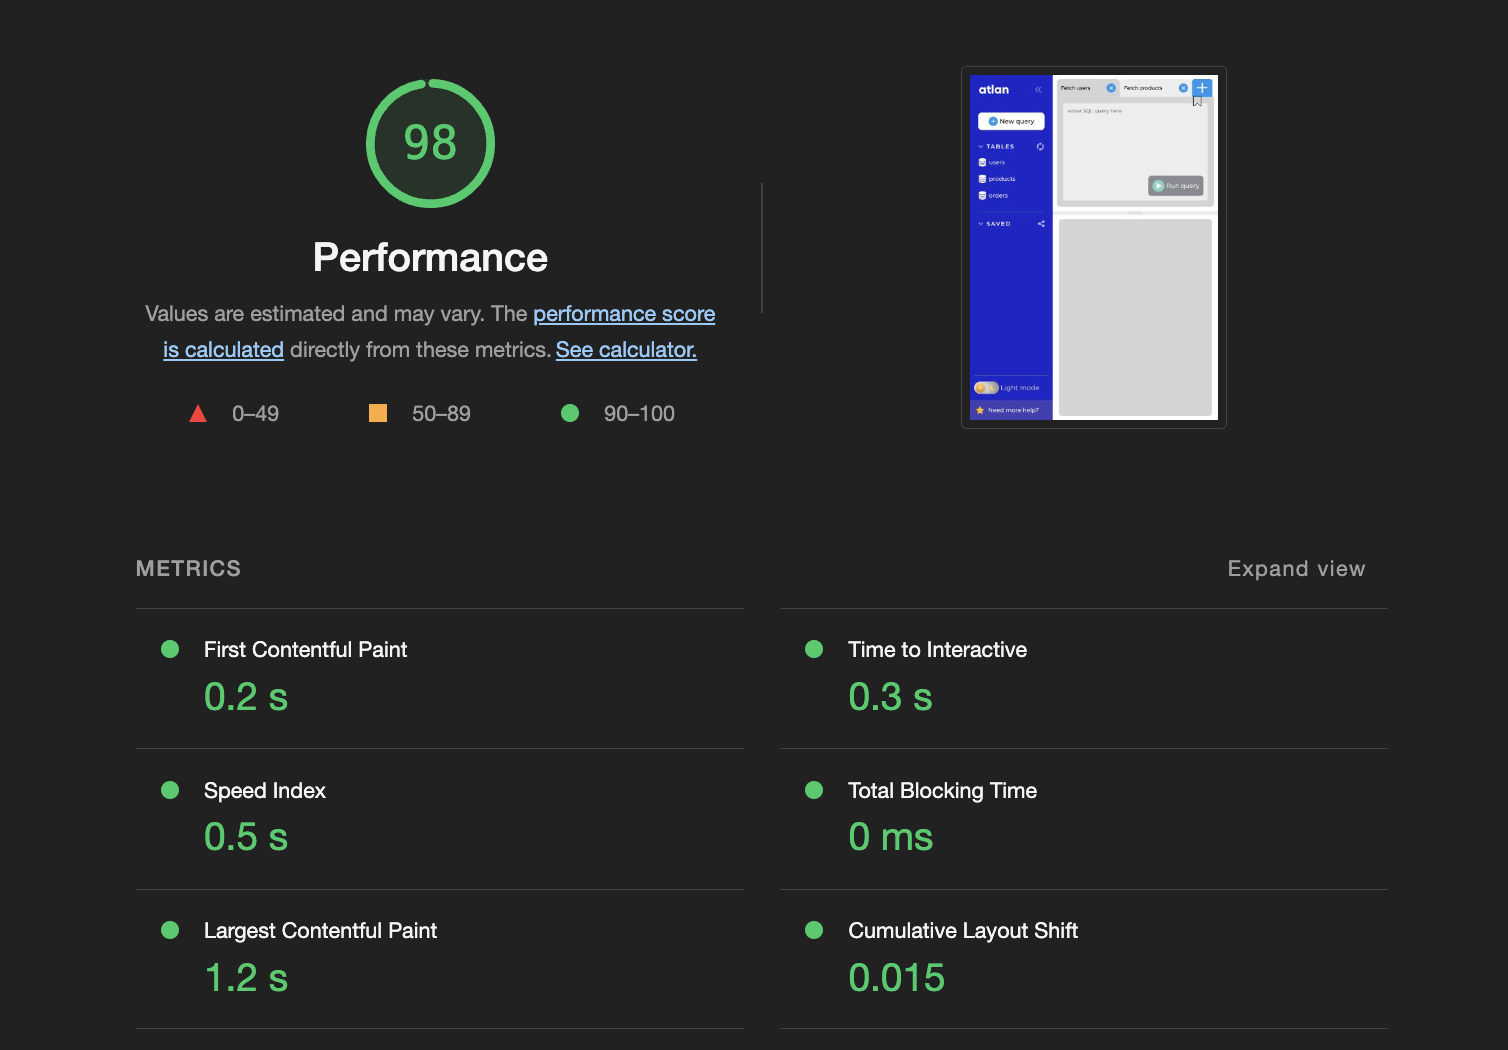 98
Performance
Values are estimated and may vary. The performance score
is calculated directly from these metrics. See calculator.
0–49
50–89
90–100
atlan
Fetch users
Fetch products
New query
enter SQL query here
TABLES
users
products
orders
Run query
SAVED
Light mode
Need more help?
METRICS
Expand view
First Contentful Paint
0.2 s
Time to Interactive
0.3 s
Speed Index
0.5 s
Total Blocking Time
0 ms
Largest Contentful Paint
1.2 s
Cumulative Layout Shift
0.015